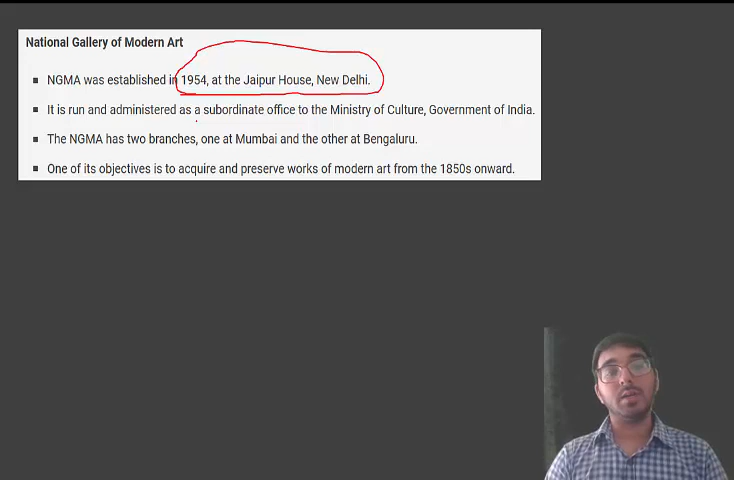 National Gallery of Modern Art
NGMA was established in 1954, at the Jaipur House, New Delhi.
It is run and administered as a subordinate office to the Ministry of Culture, Government of India.
The NGMA has two branches, one at Mumbai and the other at Bengaluru.
One of its objectives is to acquire and preserve works of modern art from the 1850s onward.